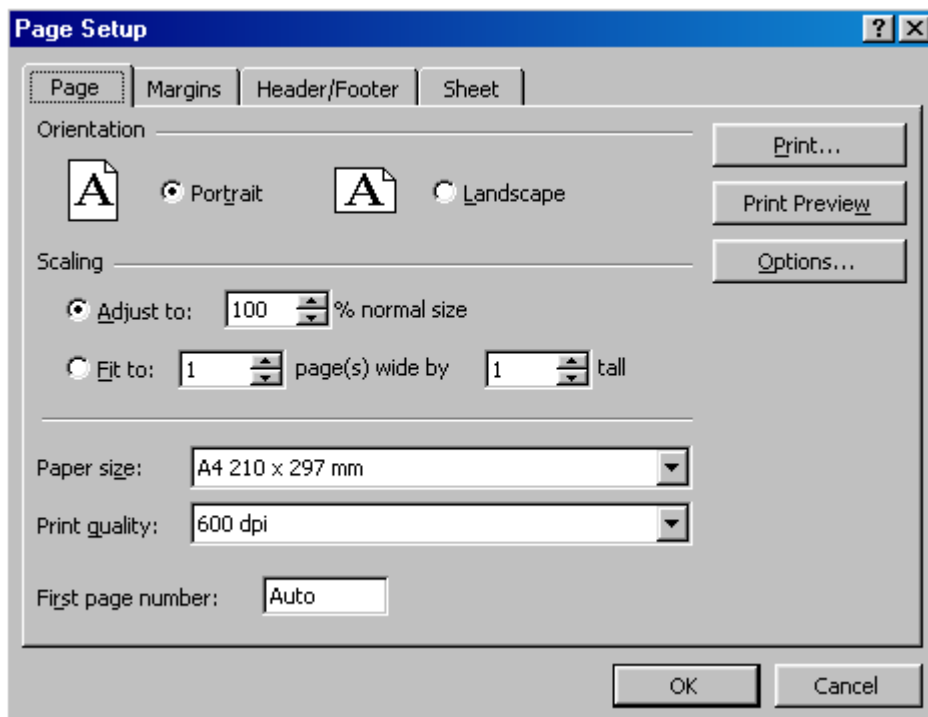 Page Setup
Page Margins Header/Footer Sheet
Orientation
A Portrait A Landscape
Print...
Print Preview
Options...
Scaling
Adjust to: 100 % normal size
Fit to: 1 page(s) wide by 1 tall
Paper size: A4 210 x 297 mm
Print quality: 600 dpi
First page number: Auto
OK Cancel